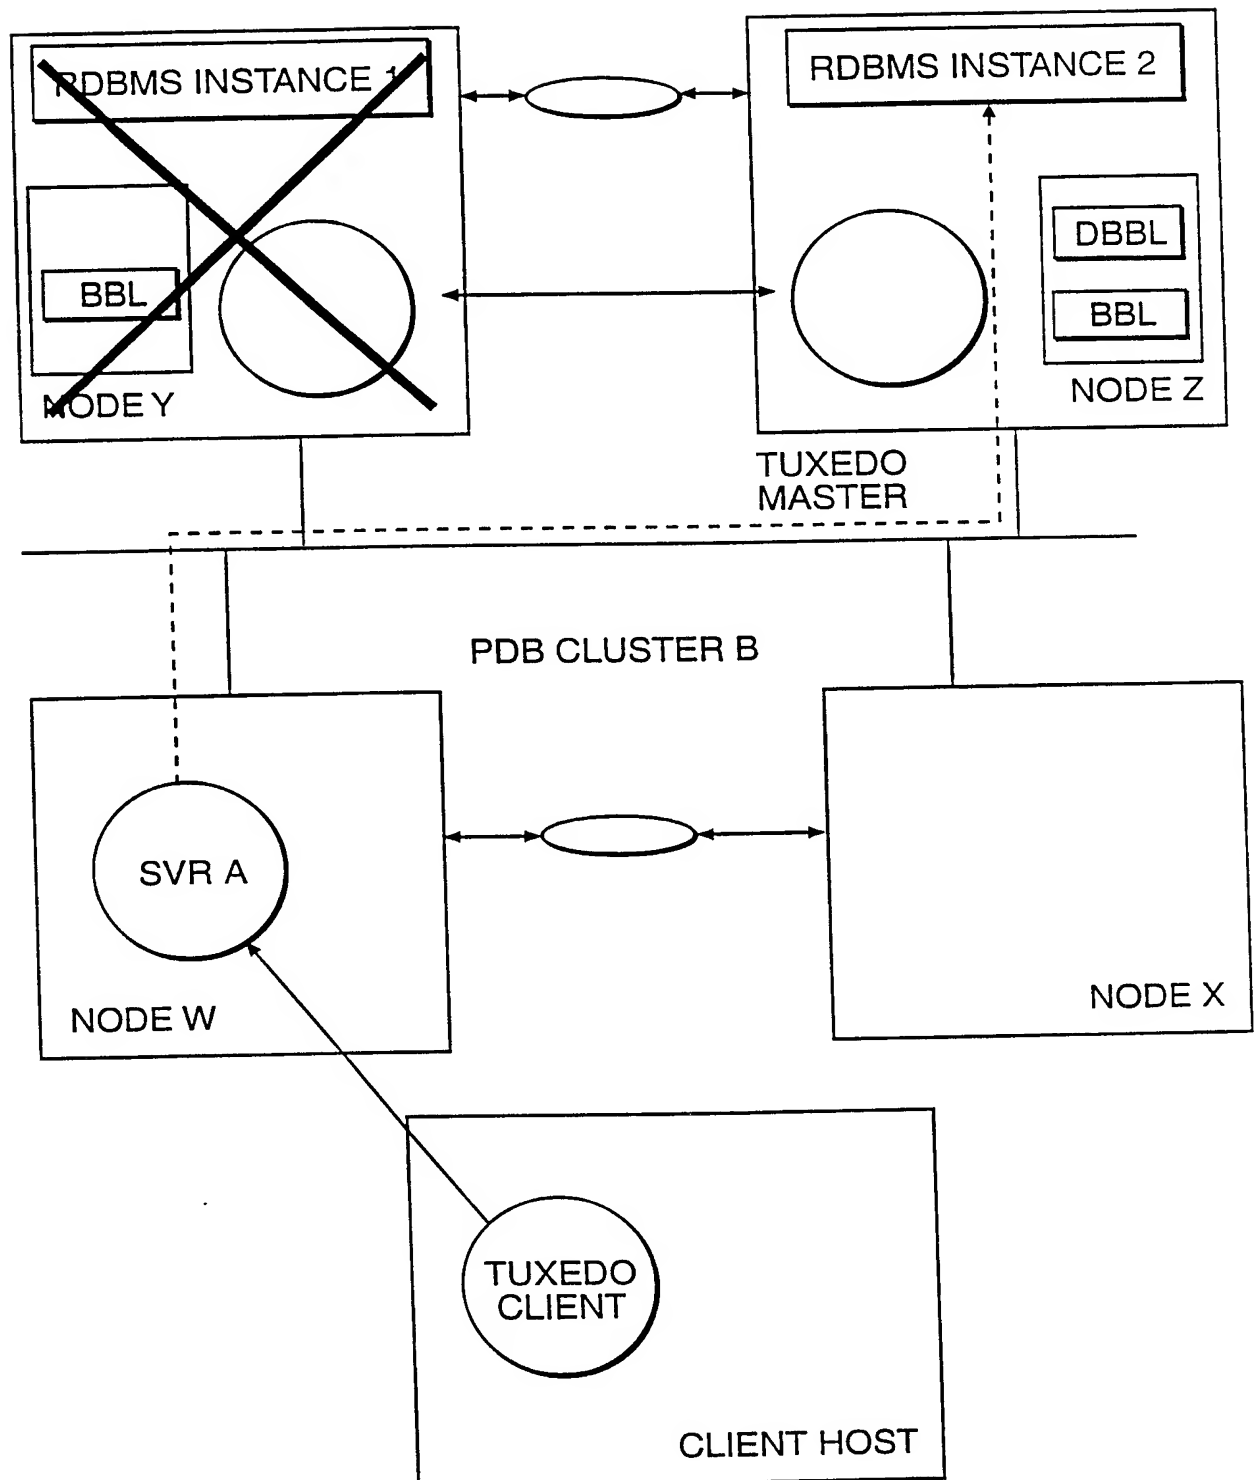 RDBMS INSTANCE 1
RDBMS INSTANCE 2
BBL
DBBL
BBL
NODE Y
NODE Z
TUXEDO
MASTER
PDB CLUSTER B
SVR A
NODE W
NODE X
TUXEDO
CLIENT
CLIENT HOST